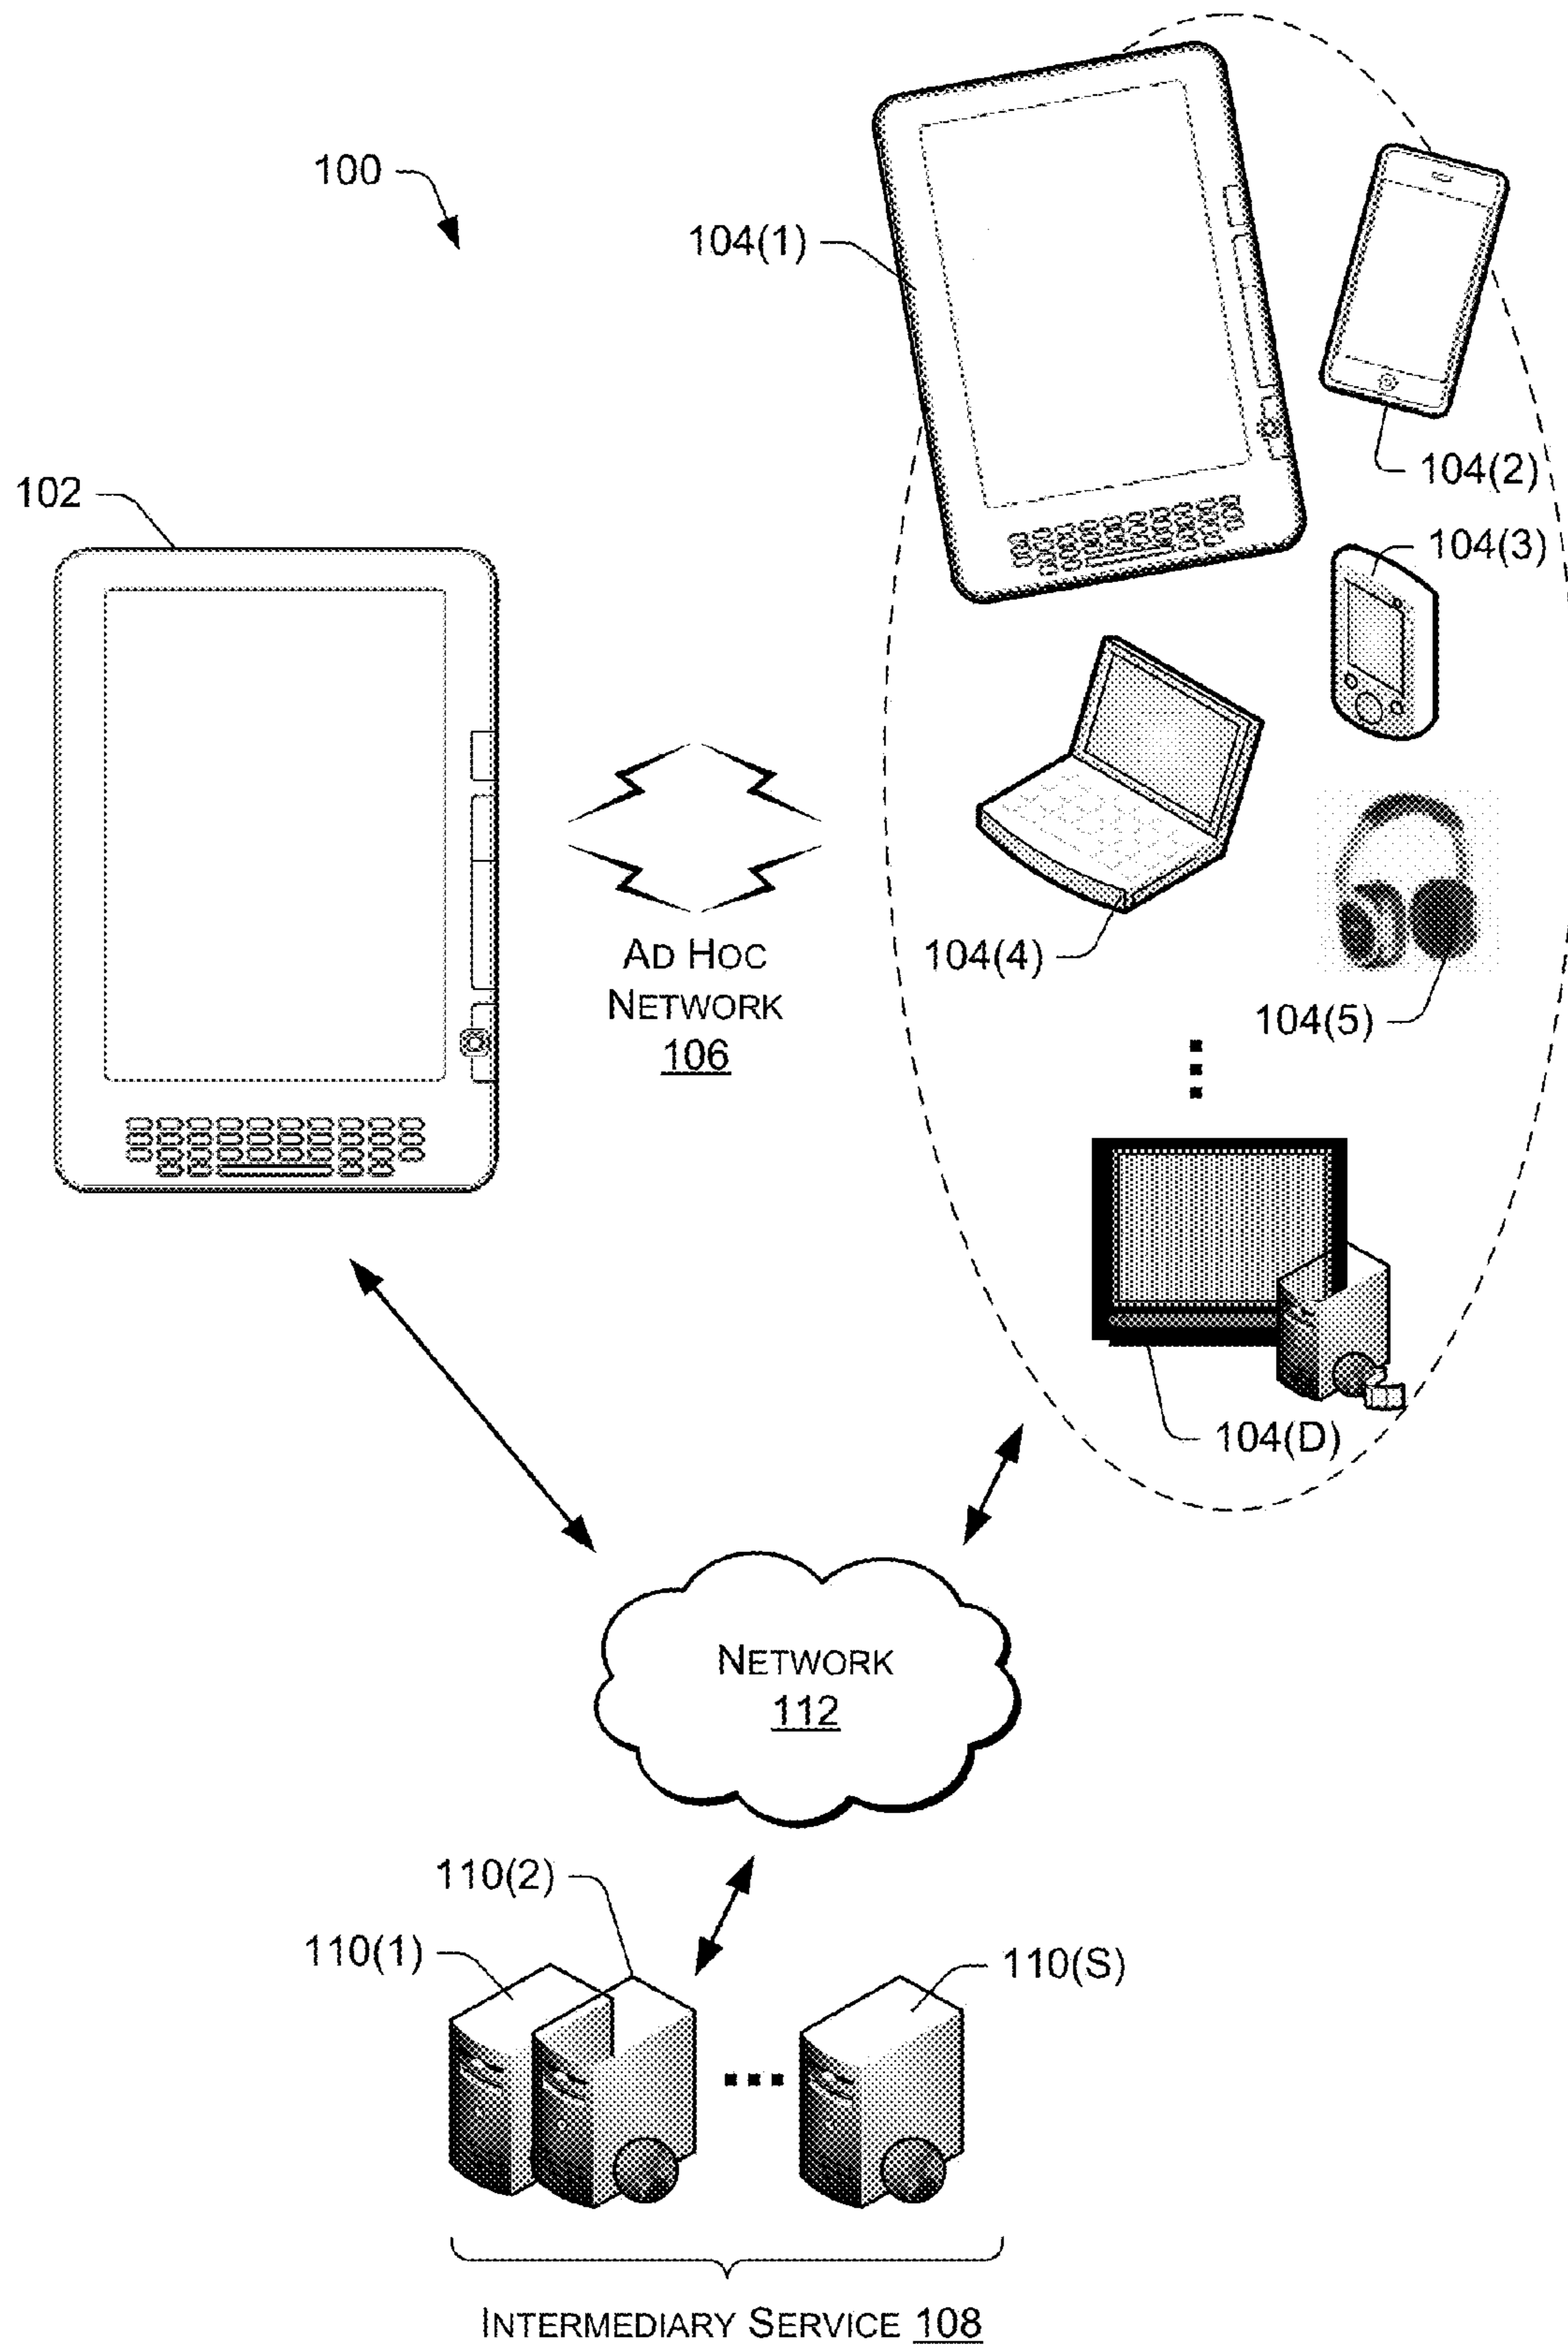 100
104(1)
104(2)
102
104(3)
AD HOC
NETWORK
106
104(4)
104(5)
104(D)
NETWORK
112
110(2)
110(1)
110(S)
INTERMEDIARY SERVICE 108